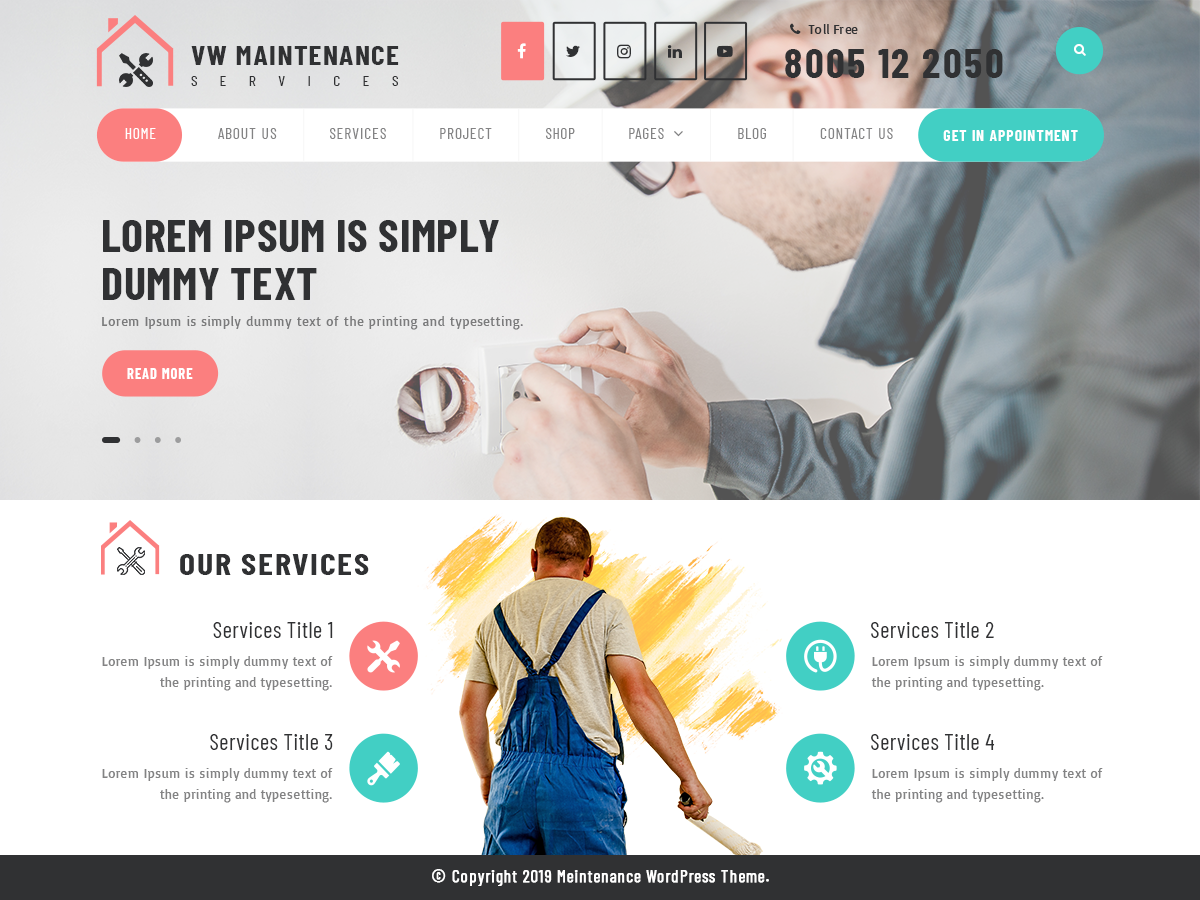 VW MAINTENANCE
SERVICES
Toll Free
8005 12 2050
HOME
ABOUT US
SERVICES
PROJECT
SHOP
PAGES
BLOG
CONTACT US
GET IN APPOINTMENT
LOREM IPSUM IS SIMPLY
DUMMY TEXT
Lorem Ipsum is simply dummy text of the printing and typesetting.
READ MORE
OUR SERVICES
Services Title 1
Lorem Ipsum is simply dummy text of
the printing and typesetting.
Services Title 2
Lorem Ipsum is simply dummy text of
the printing and typesetting.
Services Title 3
Lorem Ipsum is simply dummy text of
the printing and typesetting.
Services Title 4
Lorem Ipsum is simply dummy text of
the printing and typesetting.
© Copyright 2019 Meintenance WordPress Theme.